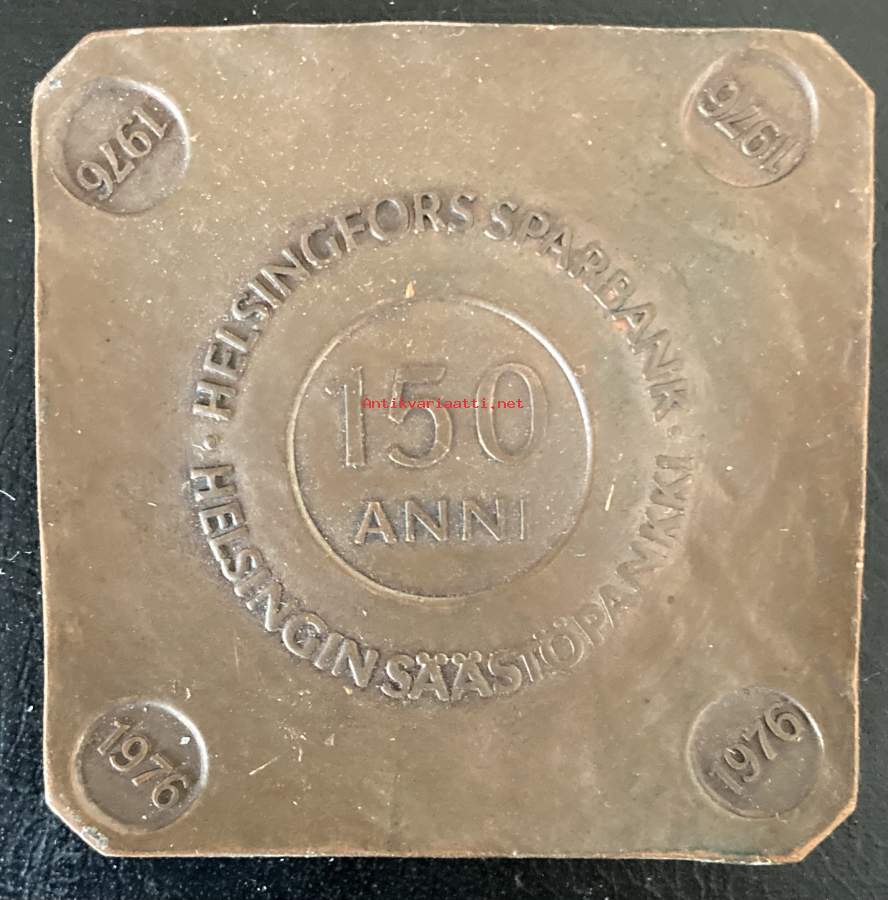 1976
1976
· HELSINGFORS SPARBANK ·
150
Antikvariaatti.net
ANNI
HELSINGIN SÄÄSTÖPANKKI
1976
1976